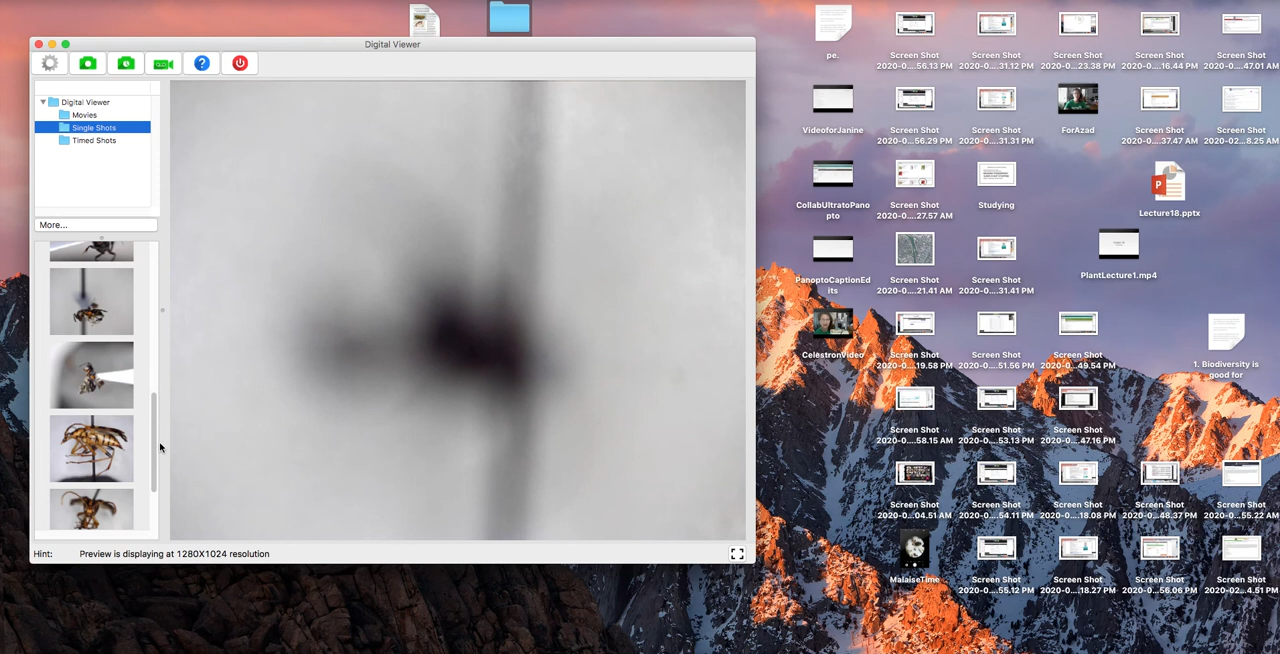 Digital Viewer
Digital Viewer
Movies
Single Shots
Timed Shots
More...
Hint: Preview is displaying at 1280X1024 resolution
pe.
Screen Shot
2020-0....56.13 PM
Screen Shot
2020-0....31.12 PM
Screen Shot
2020-0....23.38 PM
Screen Shot
2020-0....16.44 PM
Screen Shot
2020-0....47.01 AM
VideoforJanine
Screen Shot
2020-0....56.29 PM
Screen Shot
2020-0....31.31 PM
ForAzad
Screen Shot
2020-0....37.47 AM
Screen Shot
2020-02...8.25 AM
CollabUltratoPano
pto
Screen Shot
2020-0....27.57 AM
Studying
Lecture18.pptx
PanoptoCaptionEd
its
Screen Shot
2020-0....21.41 AM
Screen Shot
2020-0....31.41 PM
PlantLecture1.mp4
CelestronVideo
Screen Shot
2020-0....19.58 PM
Screen Shot
2020-0....51.56 PM
Screen Shot
2020-0....49.54 PM
1. Biodiversity is
good for
Screen Shot
2020-0....58.15 AM
Screen Shot
2020-0....53.13 PM
Screen Shot
2020-0....47.16 PM
Screen Shot
2020-0....04.51 AM
Screen Shot
2020-0....54.11 PM
Screen Shot
2020-0....18.08 PM
Screen Shot
2020-0....48.37 PM
Screen Shot
2020-0....55.22 AM
MalaiseTime
Screen Shot
2020-0....55.12 PM
Screen Shot
2020-0....18.27 PM
Screen Shot
2020-0....56.06 PM
Screen Shot
2020-02...4.51 PM